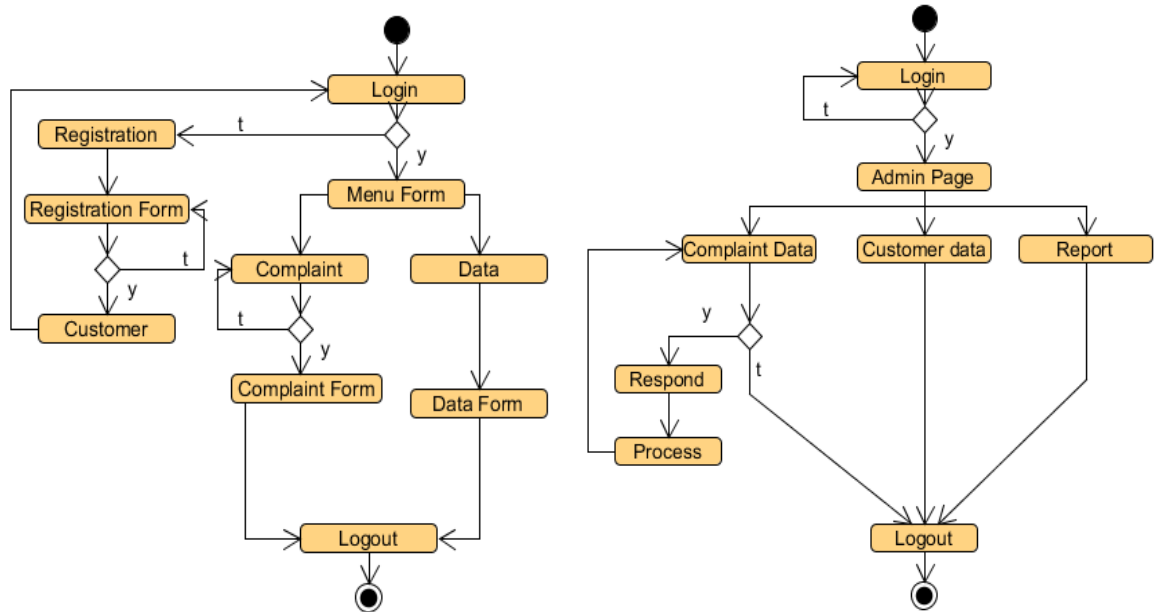 Login
t
Registration
y
Menu Form
Registration Form
t
y
Customer
Complaint
t
y
Complaint Form
Data
Data Form
Logout
Login
t
y
Admin Page
Complaint Data
Customer data
Report
y
t
Respond
Process
Logout